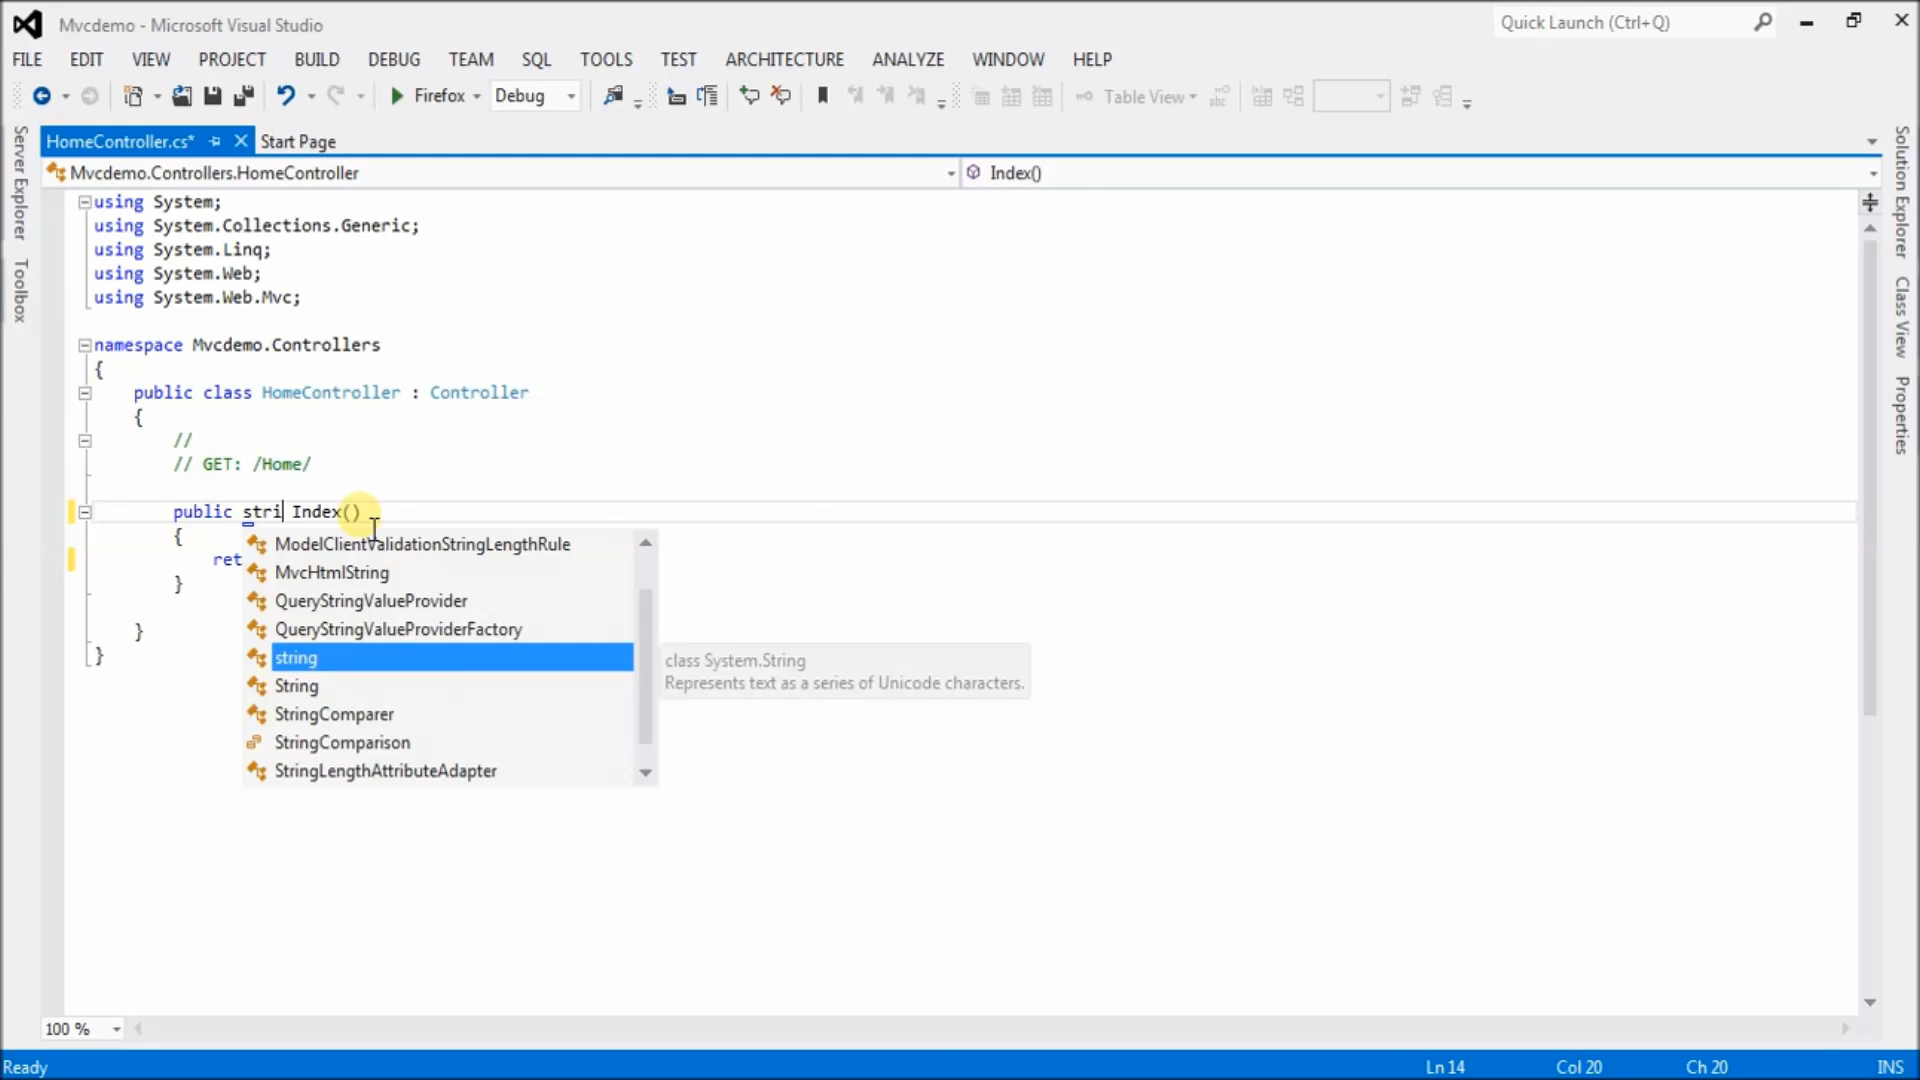 Mvcdemo - Microsoft Visual Studio
Quick Launch (Ctrl+Q)
FILE EDIT VIEW PROJECT BUILD DEBUG TEAM SQL TOOLS TEST ARCHITECTURE ANALYZE WINDOW HELP
Firefox Debug Table View
HomeController.cs* Start Page
Mvcdemo.Controllers.HomeController Index()
Server Explorer
Toolbox
Solution Explorer
Class View
Properties
using System;
using System.Collections.Generic;
using System.Linq;
using System.Web;
using System.Web.Mvc;
namespace Mvcdemo.Controllers
{
public class HomeController : Controller
{
//
// GET: /Home/
public stri Index()
{
ret
}
}
}
ModelClientValidationStringLengthRule
MvcHtmlString
QueryStringValueProvider
QueryStringValueProviderFactory
string
String
StringComparer
StringComparison
StringLengthAttributeAdapter
class System.String
Represents text as a series of Unicode characters.
100 %
Ready Ln 14 Col 20 Ch 20 INS